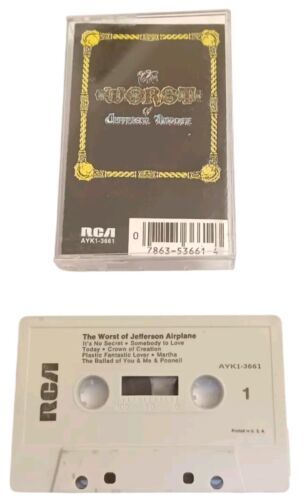 The
WORST
of
Jefferson Airplane
RCA
AYK1-3661
0
7863-53661-4
The Worst of Jefferson Airplane
It's No Secret • Somebody to Love
Today • Crown of Creation
Plastic Fantastic Lover • Martha
The Ballad of You & Me & Pooneil
AYK1-3661
RCA
1
Printed in U. S. A.